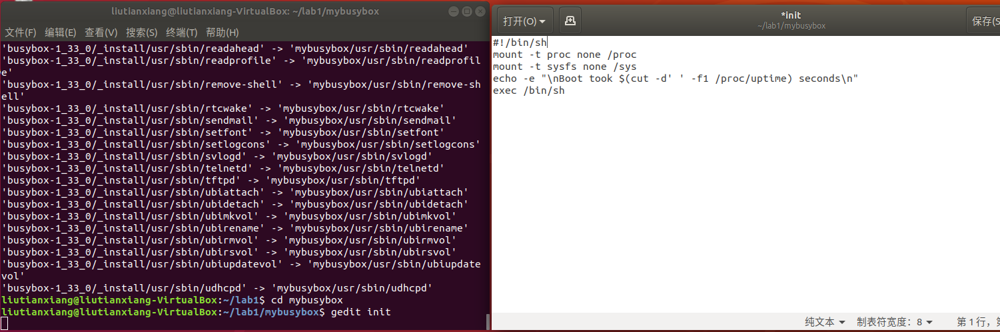 liutianxiang@liutianxiang-VirtualBox: ~/lab1/mybusybox
文件(F) 编辑(E) 查看(V) 搜索(S) 终端(T) 帮助(H)
'busybox-1_33_0/_install/usr/sbin/readahead' -> 'mybusybox/usr/sbin/readahead'
'busybox-1_33_0/_install/usr/sbin/readprofile' -> 'mybusybox/usr/sbin/readprofil
e'
'busybox-1_33_0/_install/usr/sbin/remove-shell' -> 'mybusybox/usr/sbin/remove-sh
ell'
'busybox-1_33_0/_install/usr/sbin/rtcwake' -> 'mybusybox/usr/sbin/rtcwake'
'busybox-1_33_0/_install/usr/sbin/sendmail' -> 'mybusybox/usr/sbin/sendmail'
'busybox-1_33_0/_install/usr/sbin/setfont' -> 'mybusybox/usr/sbin/setfont'
'busybox-1_33_0/_install/usr/sbin/setlogcons' -> 'mybusybox/usr/sbin/setlogcons'
'busybox-1_33_0/_install/usr/sbin/svlogd' -> 'mybusybox/usr/sbin/svlogd'
'busybox-1_33_0/_install/usr/sbin/telnetd' -> 'mybusybox/usr/sbin/telnetd'
'busybox-1_33_0/_install/usr/sbin/tftpd' -> 'mybusybox/usr/sbin/tftpd'
'busybox-1_33_0/_install/usr/sbin/ubiattach' -> 'mybusybox/usr/sbin/ubiattach'
'busybox-1_33_0/_install/usr/sbin/ubidetach' -> 'mybusybox/usr/sbin/ubidetach'
'busybox-1_33_0/_install/usr/sbin/ubimkvol' -> 'mybusybox/usr/sbin/ubimkvol'
'busybox-1_33_0/_install/usr/sbin/ubirename' -> 'mybusybox/usr/sbin/ubirename'
'busybox-1_33_0/_install/usr/sbin/ubirmvol' -> 'mybusybox/usr/sbin/ubirmvol'
'busybox-1_33_0/_install/usr/sbin/ubirsvol' -> 'mybusybox/usr/sbin/ubirsvol'
'busybox-1_33_0/_install/usr/sbin/ubiupdatevol' -> 'mybusybox/usr/sbin/ubiupdate
vol'
'busybox-1_33_0/_install/usr/sbin/udhcpd' -> 'mybusybox/usr/sbin/udhcpd'
liutianxiang@liutianxiang-VirtualBox:~/lab1$ cd mybusybox
liutianxiang@liutianxiang-VirtualBox:~/lab1/mybusybox$ gedit init
打开(O)
*init
~/lab1/mybusybox
保存(S
#!/bin/sh
mount -t proc none /proc
mount -t sysfs none /sys
echo -e "\nBoot took $(cut -d' ' -f1 /proc/uptime) seconds\n"
exec /bin/sh
纯文本 制表符宽度：8 第 1 行，